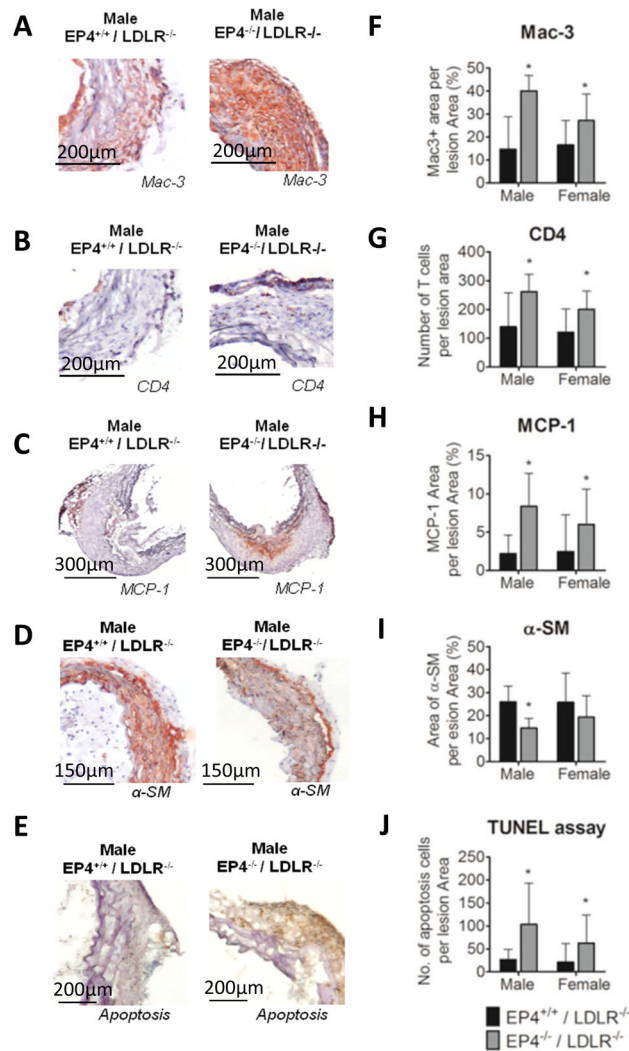 A
Male
EP4+/+/ LDLR-/-
Male
EP4-/-/ LDLR-/-
200µm
Mac-3
200µm
Mac-3
B
Male
EP4+/+/ LDLR-/-
Male
EP4-/-/ LDLR-/-
200µm
CD4
200µm
CD4
C
Male
EP4+/+/ LDLR-/-
Male
EP4-/-/ LDLR-/-
300µm
MCP-1
300µm
MCP-1
D
Male
EP4+/+/ LDLR-/-
Male
EP4-/-/ LDLR-/-
150µm
α-SM
150µm
α-SM
E
Male
EP4+/+/ LDLR-/-
Male
EP4-/-/ LDLR-/-
200µm
Apoptosis
200µm
Apoptosis
F
Mac-3
Mac3+ area per
lesion Area (%)
50
40
30
20
10
0
*
*
Male
Female
G
CD4
Number of T cells
per lesion area
400
300
200
100
0
*
*
Male
Female
H
MCP-1
MCP-1 Area
per lesion Area (%)
15
10
5
0
*
*
Male
Female
I
α-SM
Area of α-SM
per esion Area (%)
50
40
30
20
10
0
*
Male
Female
J
TUNEL assay
No. of apoptosis cells
per lesion Area
250
200
150
100
50
0
*
*
Male
Female
EP4+/+ / LDLR-/-
EP4-/- / LDLR-/-